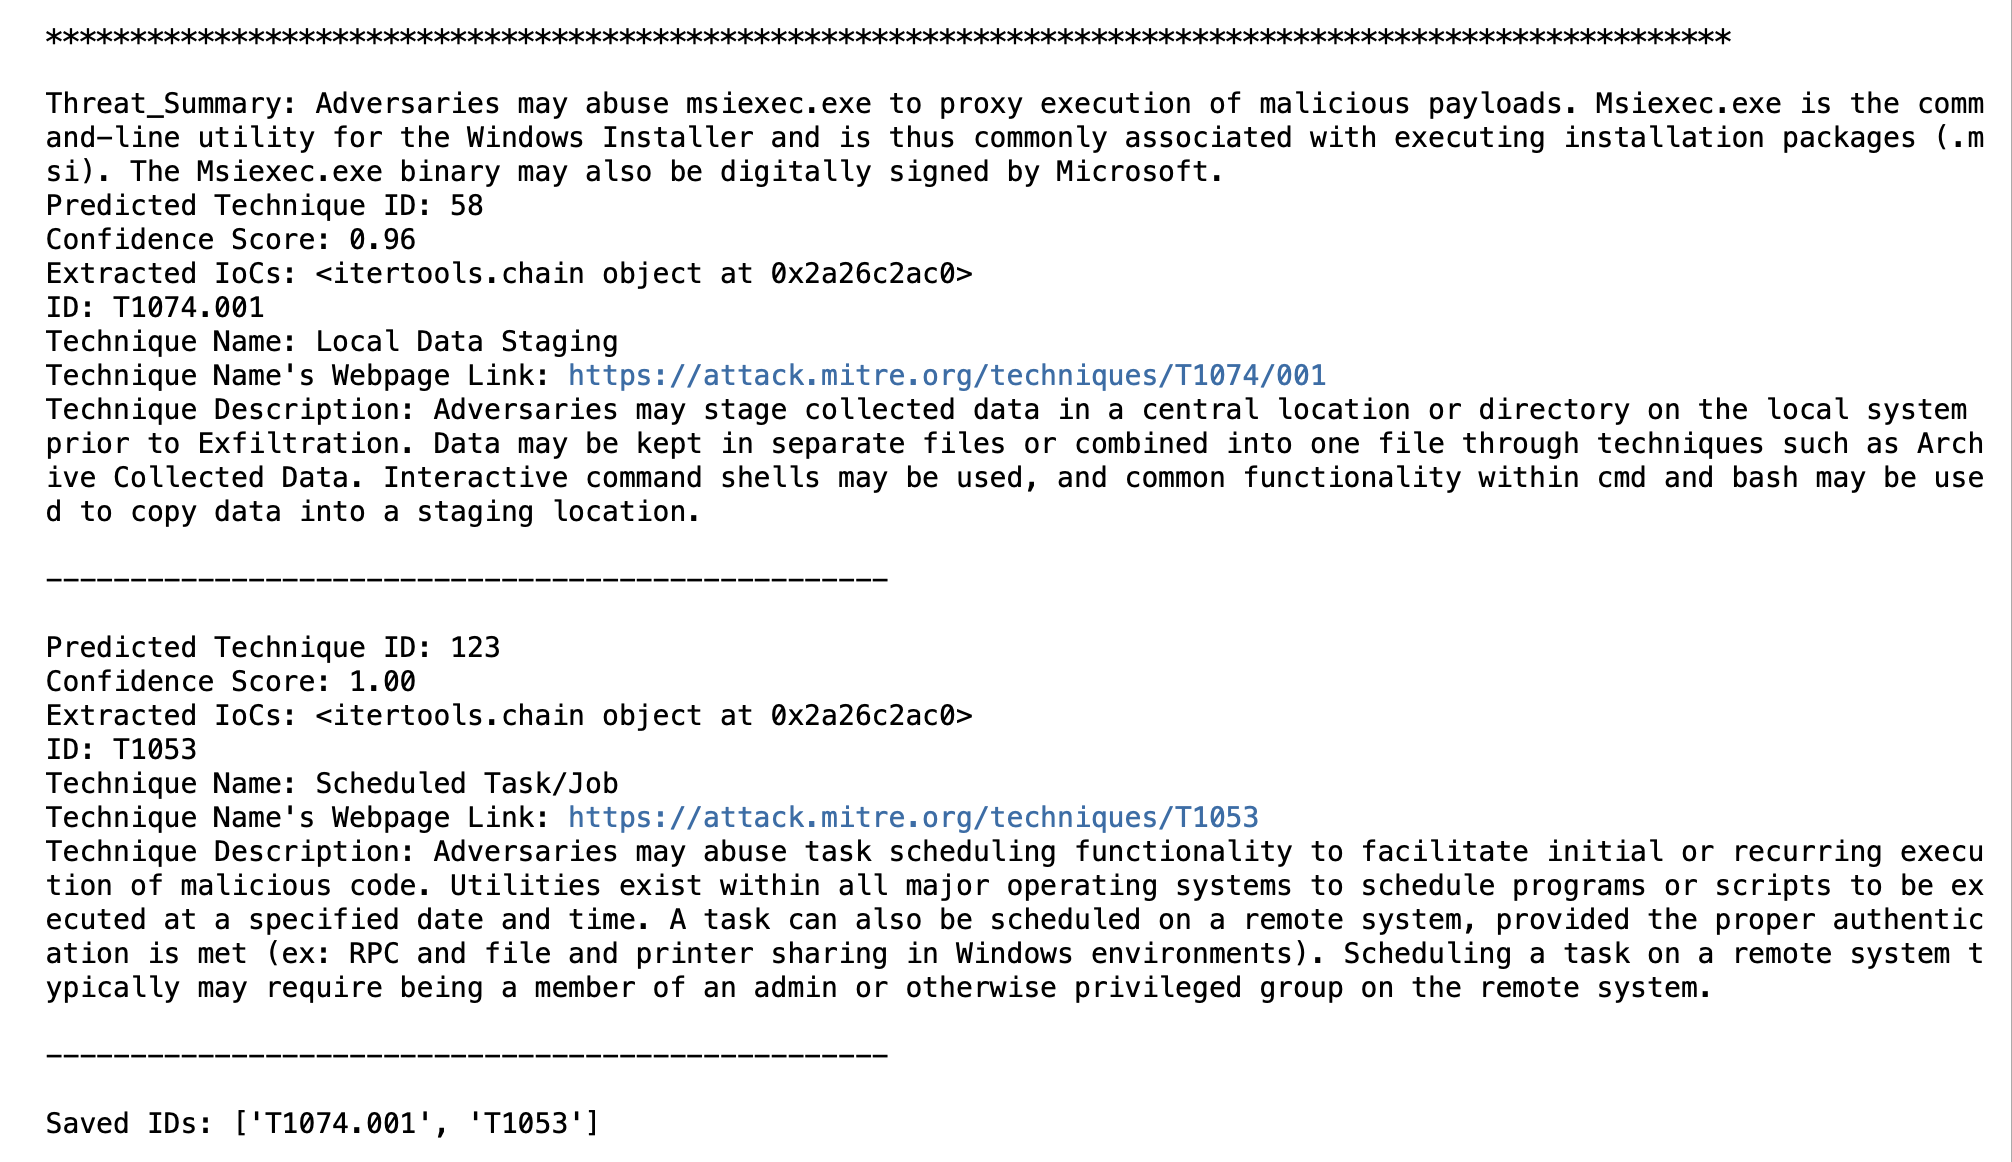 ****************************************************************************************************
Threat_Summary: Adversaries may abuse msiexec.exe to proxy execution of malicious payloads. Msiexec.exe is the comm
and-line utility for the Windows Installer and is thus commonly associated with executing installation packages (.m
si). The Msiexec.exe binary may also be digitally signed by Microsoft.
Predicted Technique ID: 58
Confidence Score: 0.96
Extracted IoCs: <itertools.chain object at 0x2a26c2ac0>
ID: T1074.001
Technique Name: Local Data Staging
Technique Name's Webpage Link: https://attack.mitre.org/techniques/T1074/001
Technique Description: Adversaries may stage collected data in a central location or directory on the local system
prior to Exfiltration. Data may be kept in separate files or combined into one file through techniques such as Arch
ive Collected Data. Interactive command shells may be used, and common functionality within cmd and bash may be use
d to copy data into a staging location.
--------------------------------------------------
Predicted Technique ID: 123
Confidence Score: 1.00
Extracted IoCs: <itertools.chain object at 0x2a26c2ac0>
ID: T1053
Technique Name: Scheduled Task/Job
Technique Name's Webpage Link: https://attack.mitre.org/techniques/T1053
Technique Description: Adversaries may abuse task scheduling functionality to facilitate initial or recurring execu
tion of malicious code. Utilities exist within all major operating systems to schedule programs or scripts to be ex
ecuted at a specified date and time. A task can also be scheduled on a remote system, provided the proper authentic
ation is met (ex: RPC and file and printer sharing in Windows environments). Scheduling a task on a remote system t
ypically may require being a member of an admin or otherwise privileged group on the remote system.
--------------------------------------------------
Saved IDs: ['T1074.001', 'T1053']